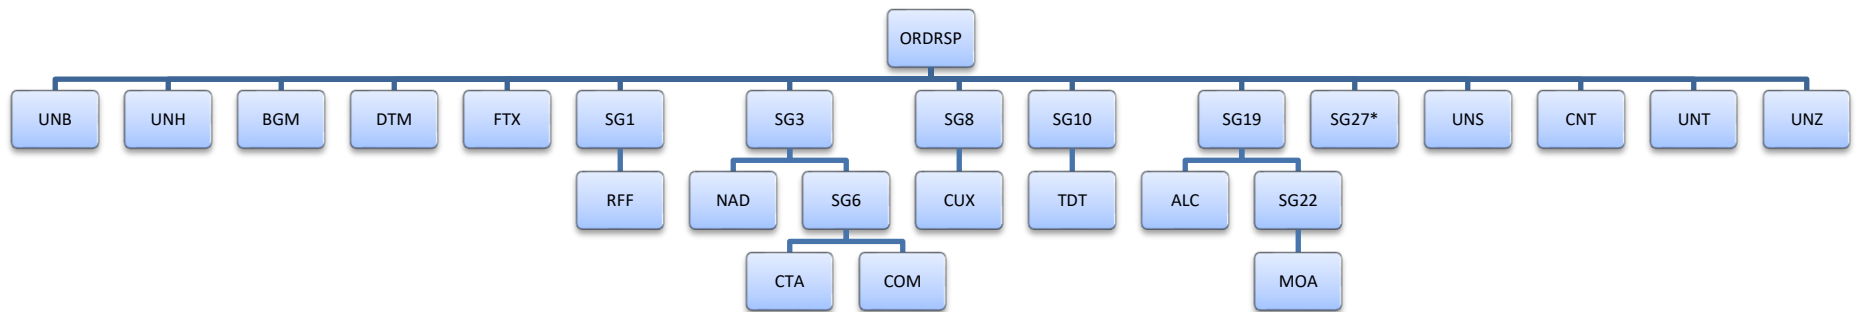 ORDRSP
UNB UNH BGM DTM FTX SG1 SG3 SG8 SG10 SG19 SG27* UNS CNT UNT UNZ
RFF NAD SG6 CUX TDT ALC SG22
CTA COM MOA